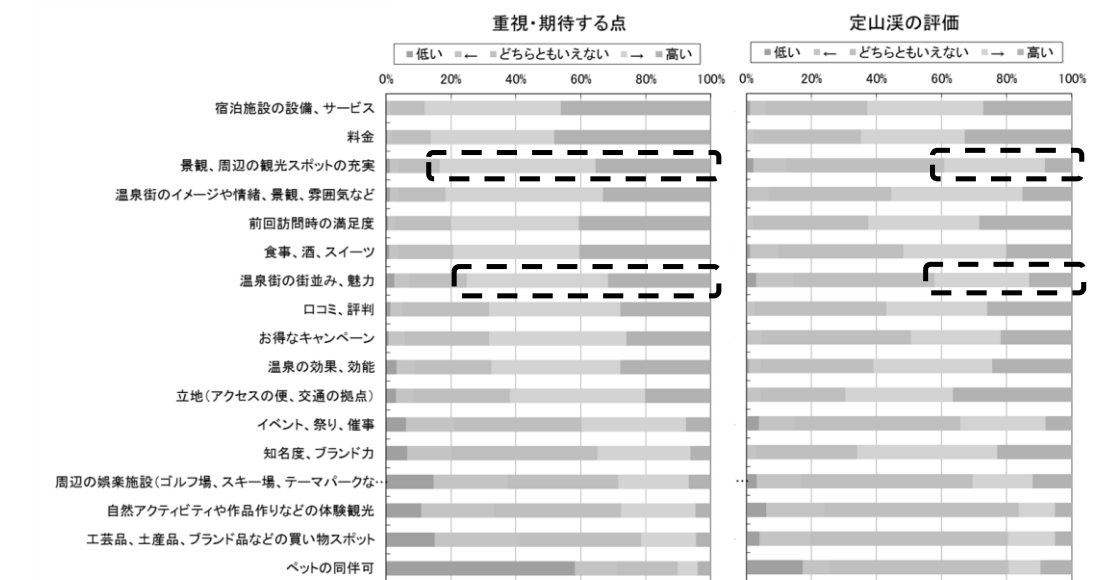 重視・期待する点
定山渓の評価
■低い ■← ■どちらともいえない ■→ ■高い
■低い ■← ■どちらともいえない ■→ ■高い
0% 20% 40% 60% 80% 100%
0% 20% 40% 60% 80% 100%
宿泊施設の設備、サービス
料金
景観、周辺の観光スポットの充実
温泉街のイメージや情緒、景観、雰囲気など
前回訪問時の満足度
食事、酒、スイーツ
温泉街の街並み、魅力
口コミ、評判
お得なキャンペーン
温泉の効果、効能
立地（アクセスの便、交通の拠点）
イベント、祭り、催事
知名度、ブランド力
周辺の娯楽施設（ゴルフ場、スキー場、テーマパークな…
…
自然アクティビティや作品作りなどの体験観光
工芸品、土産品、ブランド品などの買い物スポット
ペットの同伴可